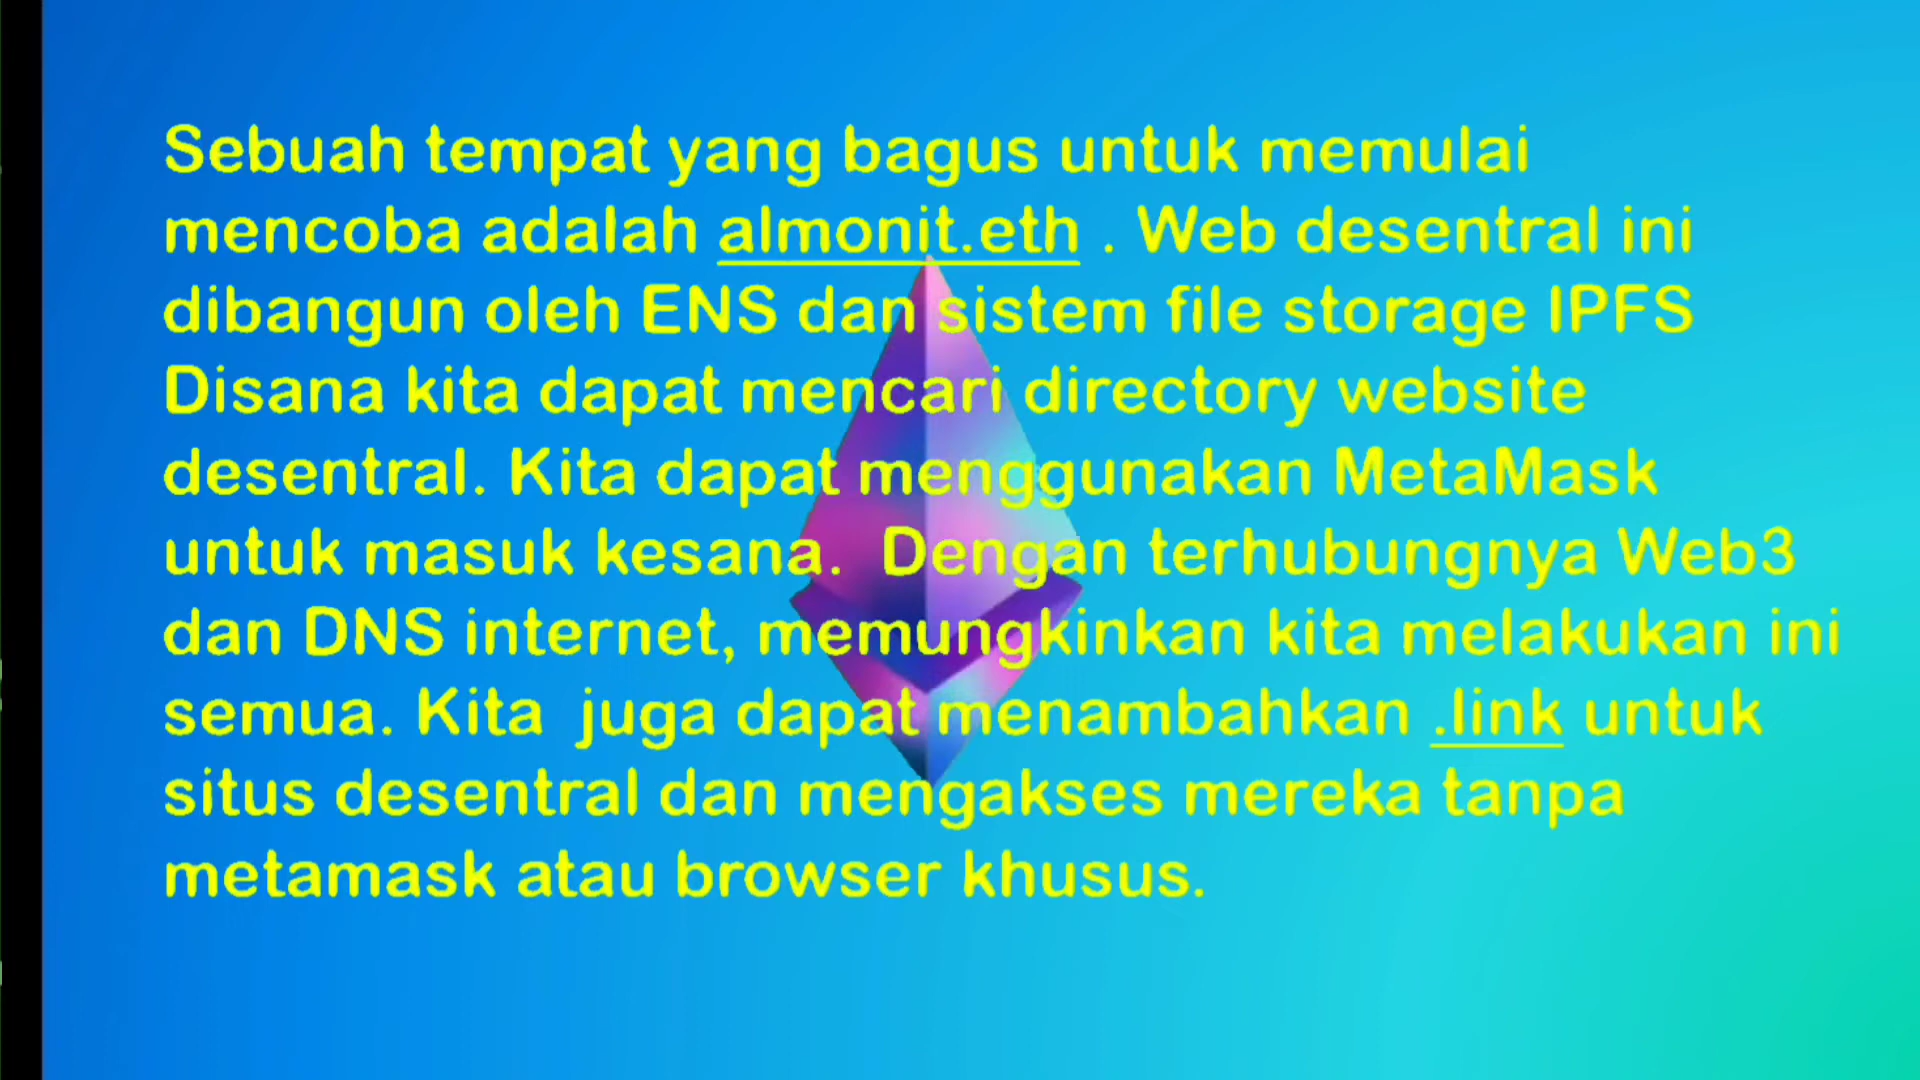 Sebuah tempat yang bagus untuk memulai
mencoba adalah almonit.eth . Web desentral ini
dibangun oleh ENS dan sistem file storage IPFS
Disana kita dapat mencari directory website
desentral. Kita dapat menggunakan MetaMask
untuk masuk kesana.  Dengan terhubungnya Web3
dan DNS internet, memungkinkan kita melakukan ini
semua. Kita  juga dapat menambahkan .link untuk
situs desentral dan mengakses mereka tanpa
metamask atau browser khusus.